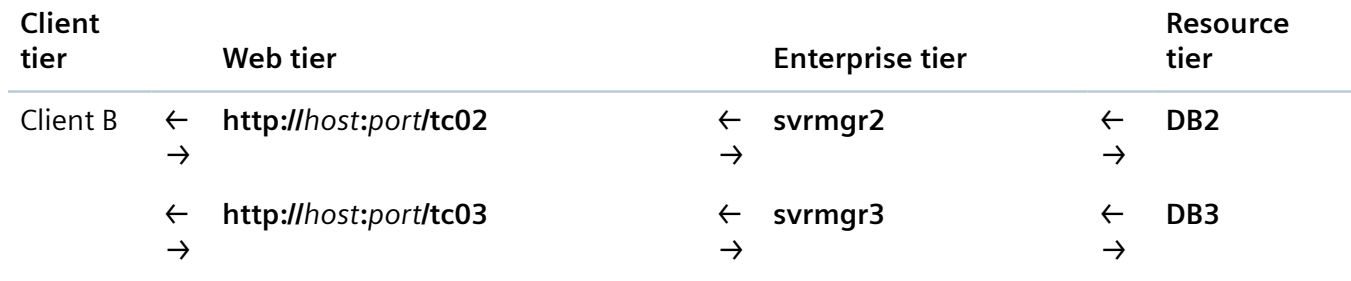 Client tier Web tier Enterprise tier Resource tier
Client B ← → http://host:port/tc02 ← → svrmgr2 ← → DB2
← → http://host:port/tc03 ← → svrmgr3 ← → DB3